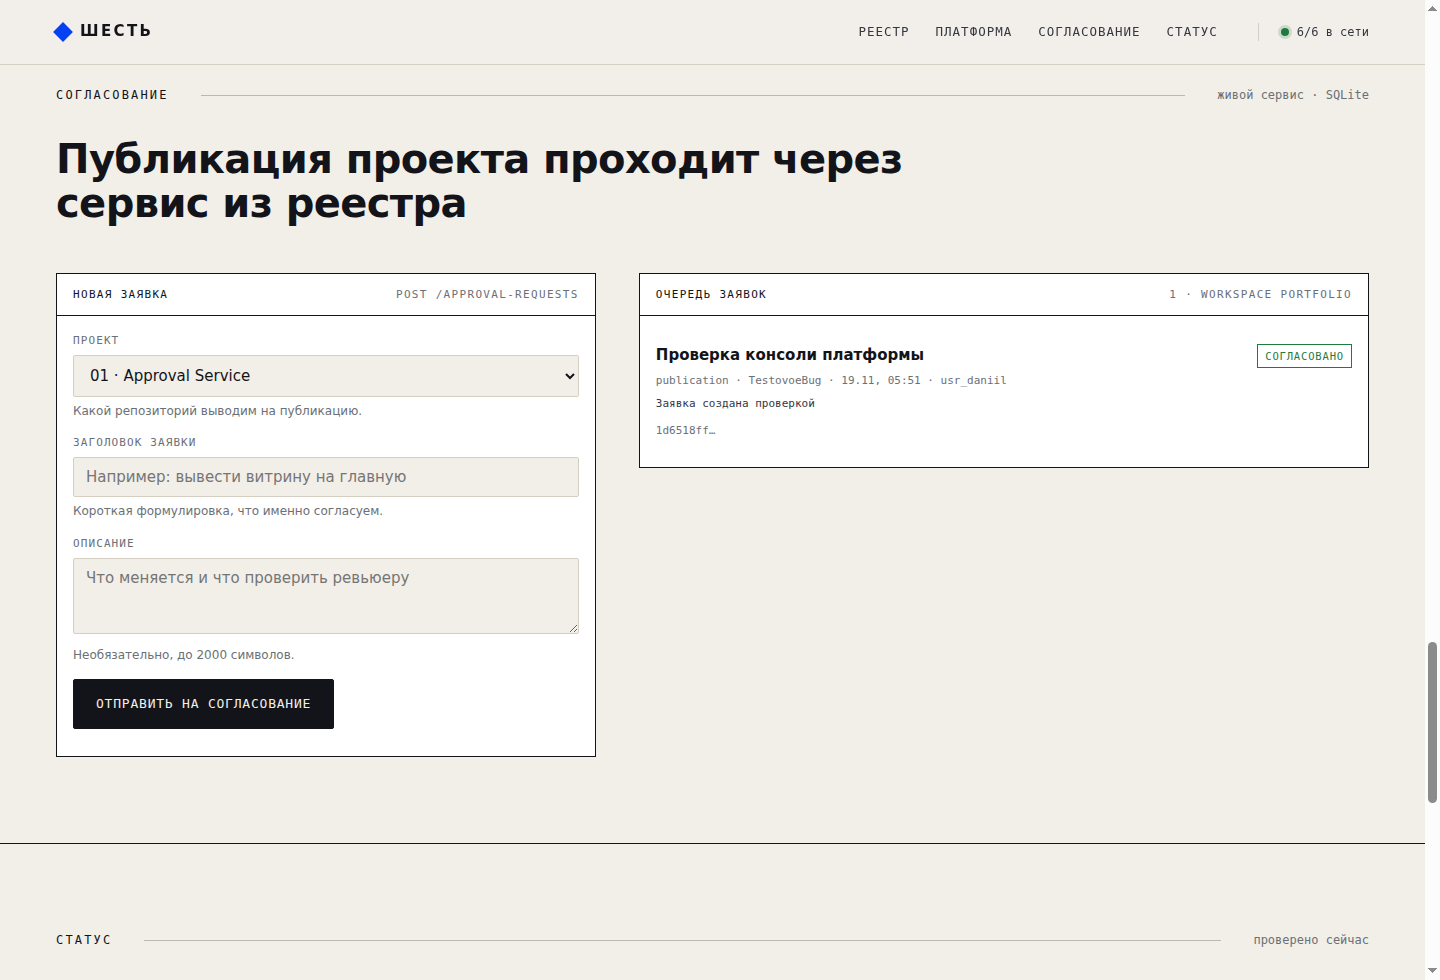 ШЕСТЬ
РЕЕСТР ПЛАТФОРМА СОГЛАСОВАНИЕ СТАТУС 6/6 в сети
СОГЛАСОВАНИЕ
живой сервис · SQLite
Публикация проекта проходит через
сервис из реестра
НОВАЯ ЗАЯВКА
POST /APPROVAL-REQUESTS
ПРОЕКТ
01 · Approval Service
Какой репозиторий выводим на публикацию.
ЗАГОЛОВОК ЗАЯВКИ
Например: вывести витрину на главную
Короткая формулировка, что именно согласуем.
ОПИСАНИЕ
Что меняется и что проверить ревьюеру
Необязательно, до 2000 символов.
ОТПРАВИТЬ НА СОГЛАСОВАНИЕ
ОЧЕРЕДЬ ЗАЯВОК
1 · WORKSPACE PORTFOLIO
Проверка консоли платформы
СОГЛАСОВАНО
publication · TestovoeBug · 19.11, 05:51 · usr_daniil
Заявка создана проверкой
1d6518ff…
СТАТУС
проверено сейчас